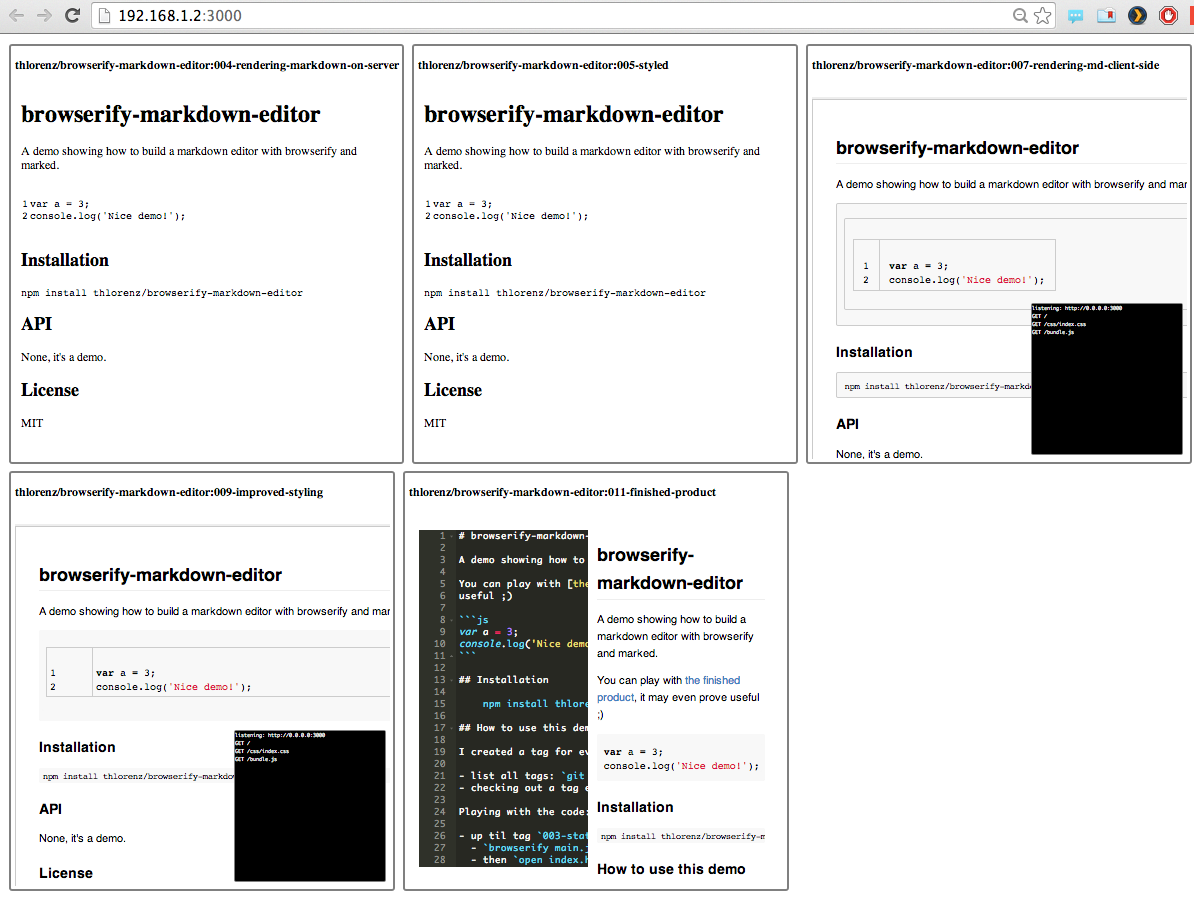 192.168.1.2:3000
thlorenz/browserify-markdown-editor:004-rendering-markdown-on-server
browserify-markdown-editor
A demo showing how to build a markdown editor with browserify and
marked.
1 var a = 3;
2 console.log('Nice demo!');
Installation
npm install thlorenz/browserify-markdown-editor
API
None, it's a demo.
License
MIT
thlorenz/browserify-markdown-editor:005-styled
browserify-markdown-editor
A demo showing how to build a markdown editor with browserify and
marked.
1 var a = 3;
2 console.log('Nice demo!');
Installation
npm install thlorenz/browserify-markdown-editor
API
None, it's a demo.
License
MIT
thlorenz/browserify-markdown-editor:007-rendering-md-client-side
browserify-markdown-editor
A demo showing how to build a markdown editor with browserify and mar
1 var a = 3;
2 console.log('Nice demo!');
listening: http://0.0.0.0:3000
GET /
GET /css/index.css
GET /bundle.js
Installation
npm install thlorenz/browserify-markd
API
None, it's a demo.
thlorenz/browserify-markdown-editor:009-improved-styling
browserify-markdown-editor
A demo showing how to build a markdown editor with browserify and mar
1 var a = 3;
2 console.log('Nice demo!');
listening: http://0.0.0.0:3000
GET /
GET /css/index.css
GET /bundle.js
Installation
npm install thlorenz/browserify-markdo
API
None, it's a demo.
License
thlorenz/browserify-markdown-editor:011-finished-product
1 # browserify-markdown-
2
3 A demo showing how to
4
5 You can play with [the
6 useful ;)
7
8 ```js
9 var a = 3;
10 console.log('Nice demo
11 ```
12
13 ## Installation
14
15 npm install thlore
16
17 ## How to use this dem
18
19 I created a tag for ev
20
21 - list all tags: `git
22 - checking out a tag e
23
24 Playing with the code:
25
26 - up til tag `003-stat
27 - `browserify main.j
28 - then `open index.h
browserify-
markdown-editor
A demo showing how to build a
markdown editor with browserify
and marked.
You can play with the finished
product, it may even prove useful
;)
var a = 3;
console.log('Nice demo!');
Installation
npm install thlorenz/browserify-m
How to use this demo